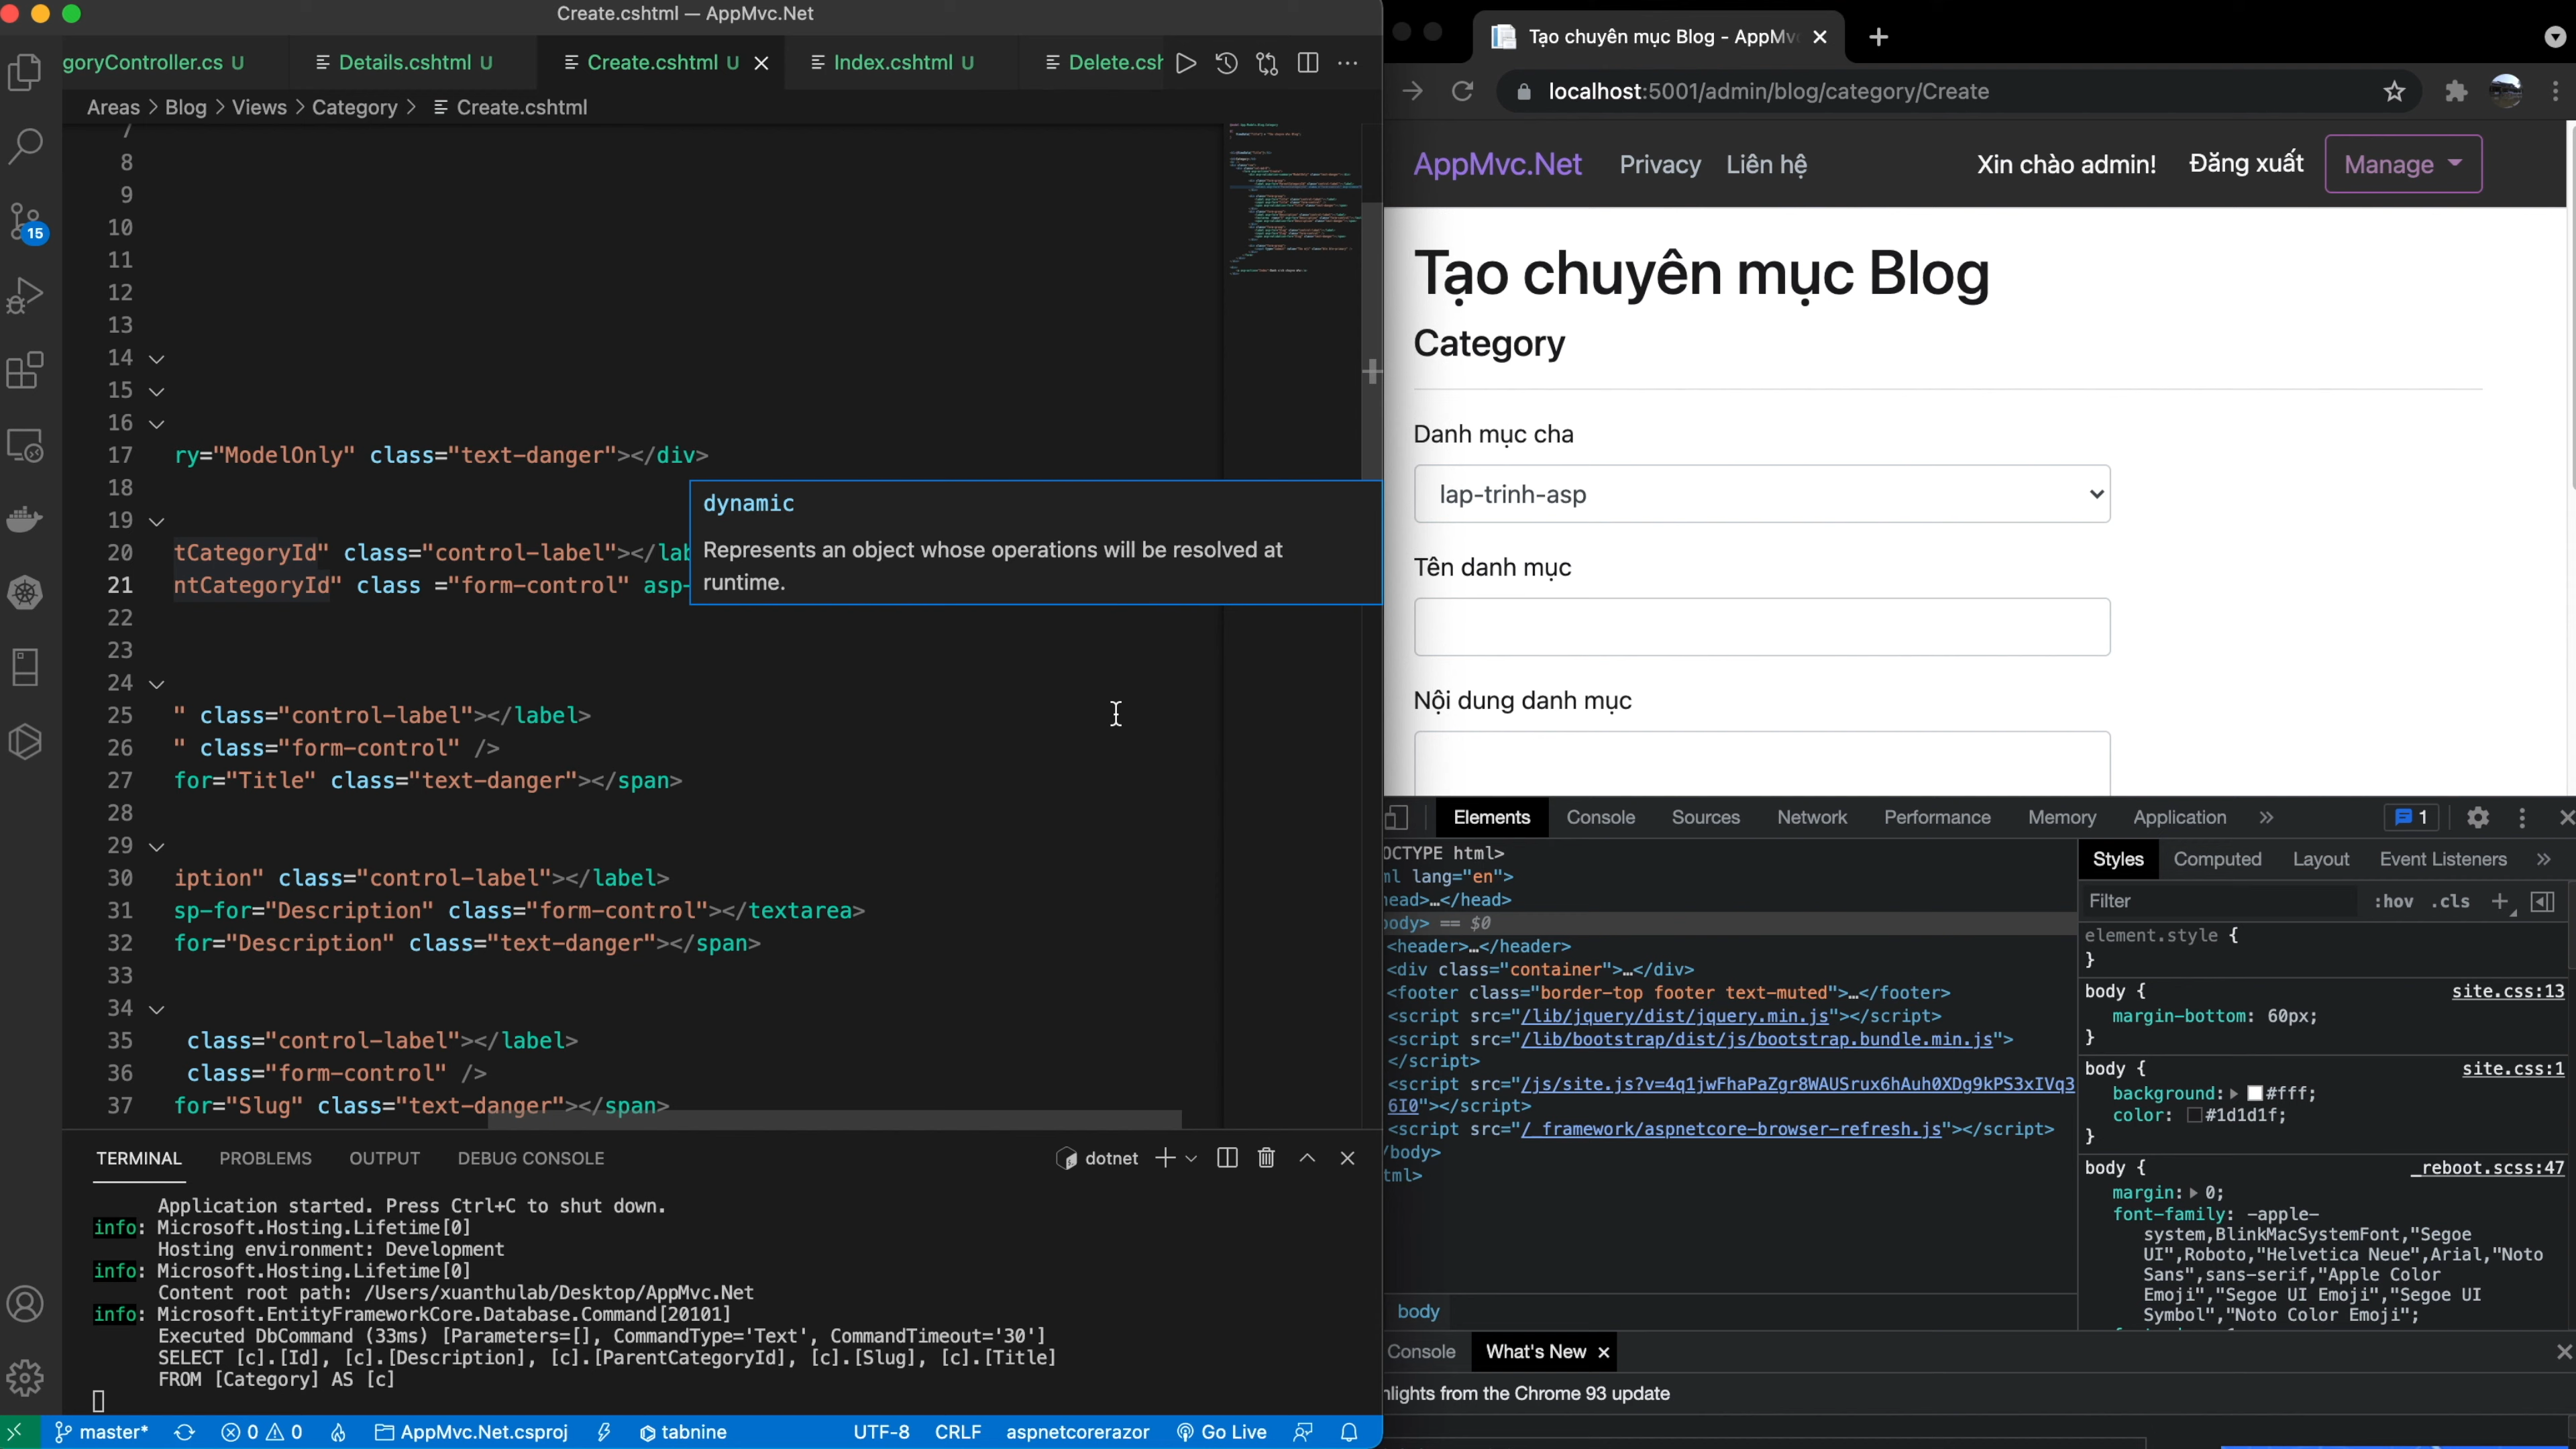 Create.cshtml — AppMvc.Net
goryController.cs U
Details.cshtml U
Create.cshtml U
Index.cshtml U
Delete.csh
Areas > Blog > Views > Category > Create.cshtml
7
8
9
10
11
12
13
14
15
16
17 ry="ModelOnly" class="text-danger"></div>
18
19
20 tCategoryId" class="control-label"></lab
21 ntCategoryId" class ="form-control" asp-
dynamic
Represents an object whose operations will be resolved at
runtime.
22
23
24
25 " class="control-label"></label>
26 " class="form-control" />
27 for="Title" class="text-danger"></span>
28
29
30 iption" class="control-label"></label>
31 sp-for="Description" class="form-control"></textarea>
32 for="Description" class="text-danger"></span>
33
34
35 class="control-label"></label>
36 class="form-control" />
37 for="Slug" class="text-danger"></span>
15
TERMINAL PROBLEMS OUTPUT DEBUG CONSOLE
dotnet
Application started. Press Ctrl+C to shut down.
info: Microsoft.Hosting.Lifetime[0]
Hosting environment: Development
info: Microsoft.Hosting.Lifetime[0]
Content root path: /Users/xuanthulab/Desktop/AppMvc.Net
info: Microsoft.EntityFrameworkCore.Database.Command[20101]
Executed DbCommand (33ms) [Parameters=[], CommandType='Text', CommandTimeout='30']
SELECT [c].[Id], [c].[Description], [c].[ParentCategoryId], [c].[Slug], [c].[Title]
FROM [Category] AS [c]
master* 0 0 AppMvc.Net.csproj tabnine UTF-8 CRLF aspnetcorerazor Go Live
Tạo chuyên mục Blog - AppMv
localhost:5001/admin/blog/category/Create
AppMvc.Net Privacy Liên hệ Xin chào admin! Đăng xuất Manage
Tạo chuyên mục Blog
Category
Danh mục cha
lap-trinh-asp
Tên danh mục
Nội dung danh mục
Elements Console Sources Network Performance Memory Application » 1
OCTYPE html>
ml lang="en">
head>…</head>
body> == $0
<header>…</header>
<div class="container">…</div>
<footer class="border-top footer text-muted">…</footer>
<script src="/lib/jquery/dist/jquery.min.js"></script>
<script src="/lib/bootstrap/dist/js/bootstrap.bundle.min.js">
</script>
<script src="/js/site.js?v=4q1jwFhaPaZgr8WAUSrux6hAuh0XDg9kPS3xIVq3
6I0"></script>
<script src="/_framework/aspnetcore-browser-refresh.js"></script>
/body>
tml>
body
Styles Computed Layout Event Listeners »
Filter :hov .cls +
element.style {
}
body { site.css:13
margin-bottom: 60px;
}
body { site.css:1
background: #fff;
color: #1d1d1f;
}
body { _reboot.scss:47
margin: 0;
font-family: -apple-
system,BlinkMacSystemFont,"Segoe
UI",Roboto,"Helvetica Neue",Arial,"Noto
Sans",sans-serif,"Apple Color
Emoji","Segoe UI Emoji","Segoe UI
Symbol","Noto Color Emoji";
Console What's New ×
hlights from the Chrome 93 update